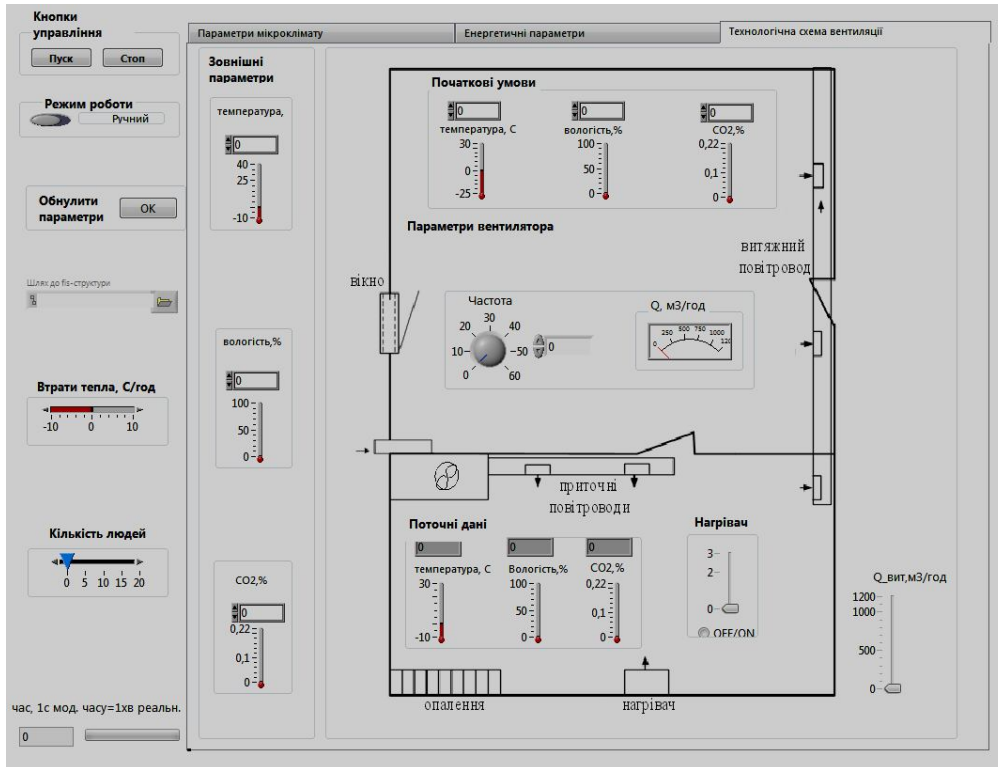 Кнопки
управління
Пуск
Стоп
Режим роботи
Ручний
Обнулити
параметри
OK
Шлях до fis-структури
Втрати тепла, С/год
-10 0 10
Кількість людей
0 5 10 15 20
час, 1с мод. часу=1хв реальн.
0
Параметри мікроклімату
Енергетичні параметри
Технологічна схема вентиляції
Зовнішні
параметри
температура,
0
40
25
-10
вологість,%
0
100
50
0
CO2,%
0
0,22
0,1
0
Початкові умови
0
температура, С
30
0
-25
0
вологість,%
100
50
0
0
CO2,%
0,22
0,1
0
Параметри вентилятора
витяжний
повітровод
вікно
Частота
0 10 20 30 40 50 60
0
Q, м3/год
0 250 500 750 1000 120
приточні
повітроводи
Поточні дані
0
температура, С
30
-10
0
Вологість,%
100
50
0
0
CO2,%
0,22
0,1
0
Нагрівач
3
2
0
OFF/ON
Q_вит,м3/год
1200
1000
500
0
опалення
нагрівач